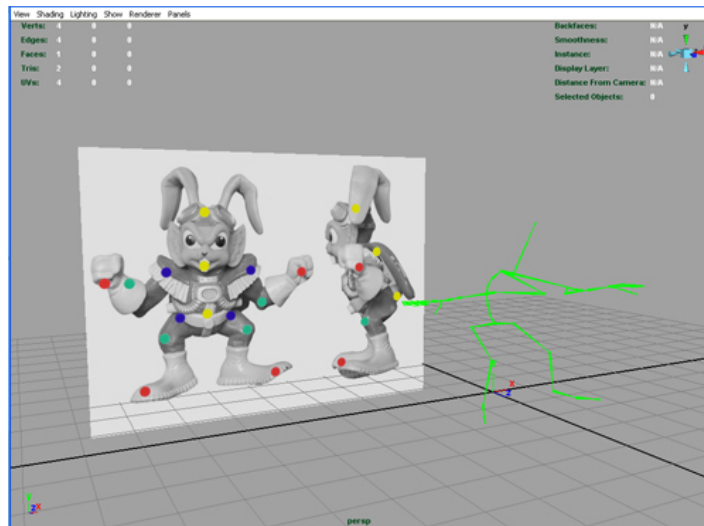 View Shading Lighting Show Renderer Panels
Verts: 4 0 0
Edges: 4 0 0
Faces: 1 0 0
Tris: 2 0 0
UVs: 4 0 0
Backfaces: N/A
Smoothness: N/A
Instance: N/A
Display Layer: N/A
Distance From Camera: N/A
Selected Objects: 0
y
x
z
persp